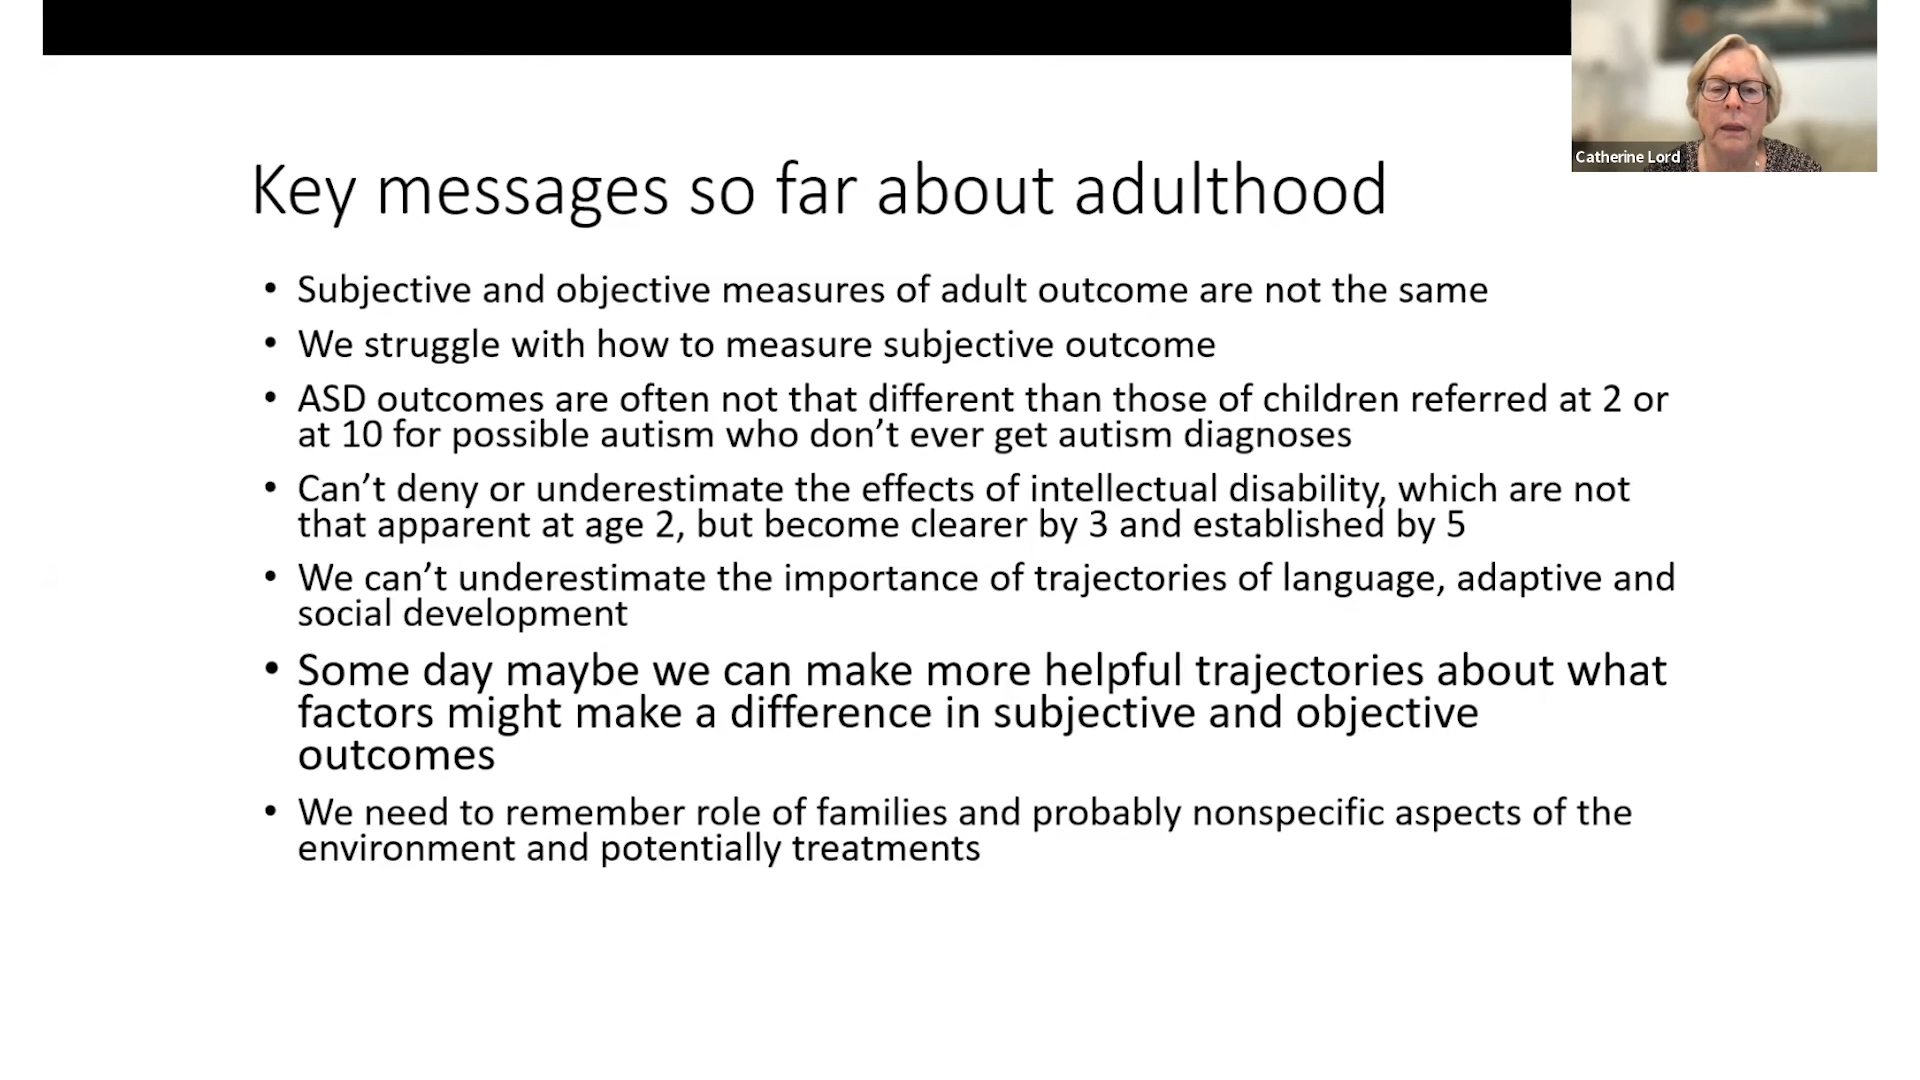 Catherine Lord
Key messages so far about adulthood
• Subjective and objective measures of adult outcome are not the same
• We struggle with how to measure subjective outcome
• ASD outcomes are often not that different than those of children referred at 2 or
at 10 for possible autism who don’t ever get autism diagnoses
• Can’t deny or underestimate the effects of intellectual disability, which are not
that apparent at age 2, but become clearer by 3 and established by 5
• We can’t underestimate the importance of trajectories of language, adaptive and
social development
• Some day maybe we can make more helpful trajectories about what
factors might make a difference in subjective and objective
outcomes
• We need to remember role of families and probably nonspecific aspects of the
environment and potentially treatments